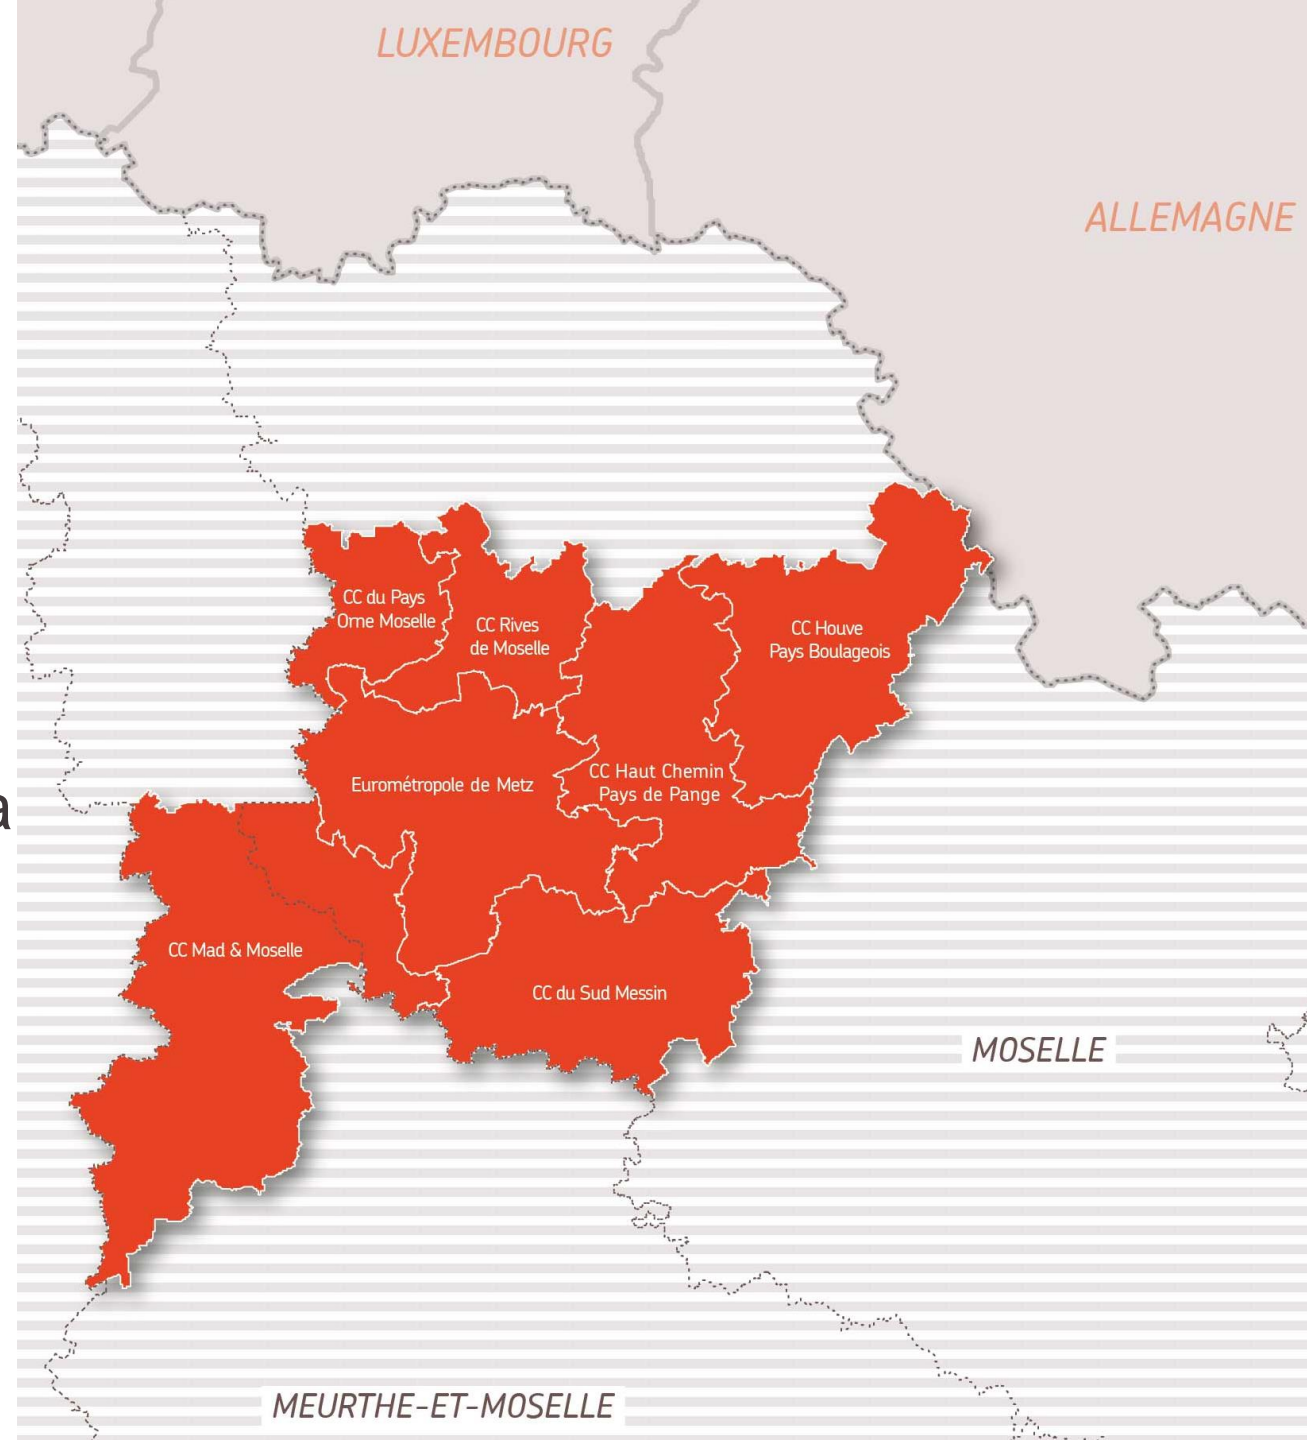 LUXEMBOURG
ALLEMAGNE
CC du Pays
Orne Moselle
CC Rives
de Moselle
CC Houve
Pays Boulageois
CC Haut Chemin
Pays de Pange
Eurométropole de Metz
a
CC Mad & Moselle
CC du Sud Messin
MOSELLE
MEURTHE-ET-MOSELLE